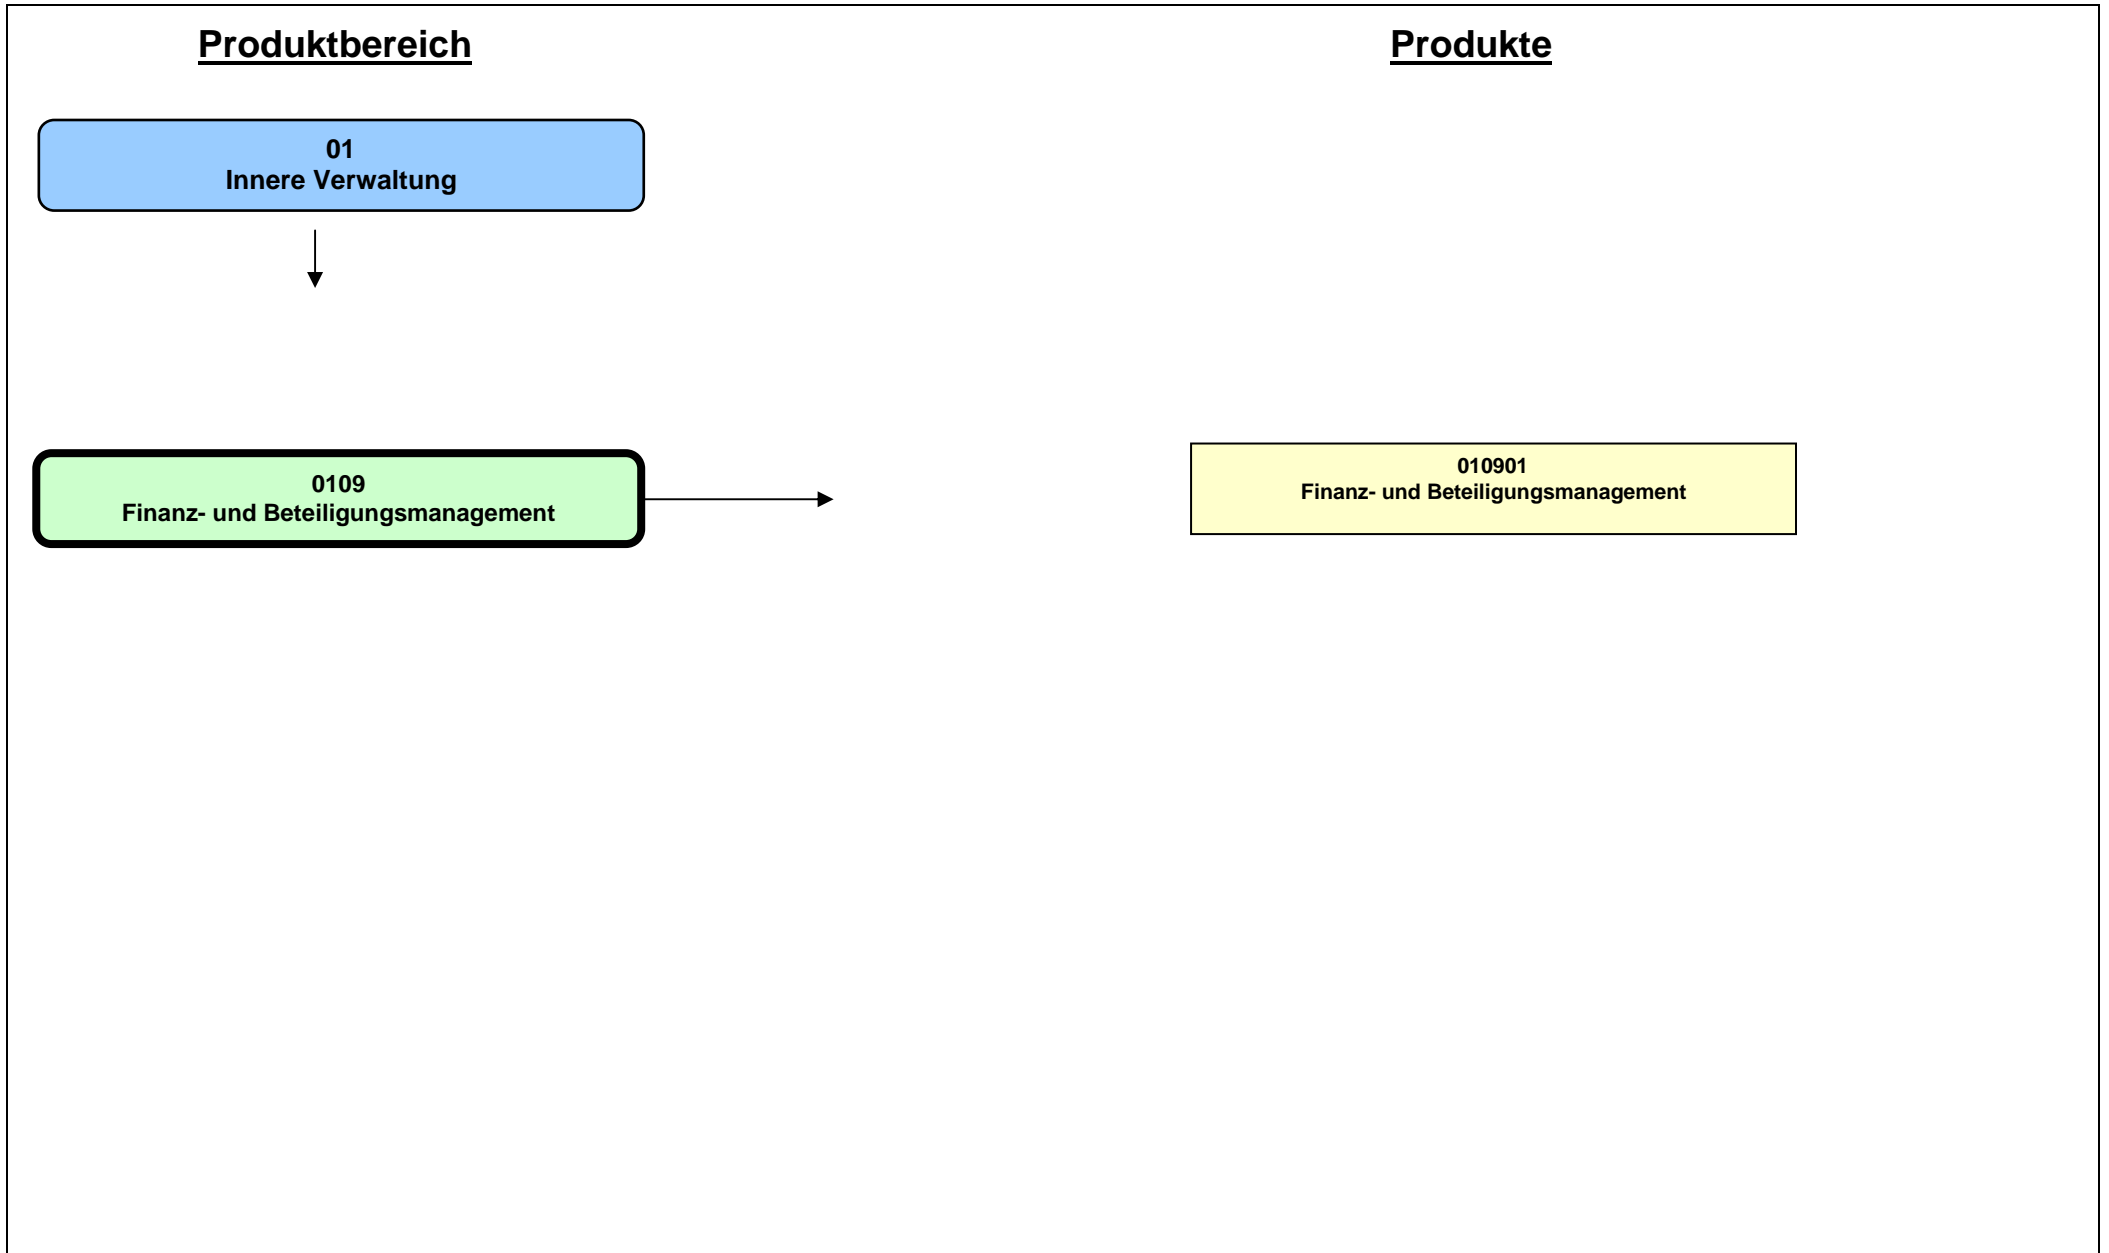 Produktbereich
Produkte
01
Innere Verwaltung
0109
Finanz- und Beteiligungsmanagement
010901
Finanz- und Beteiligungsmanagement